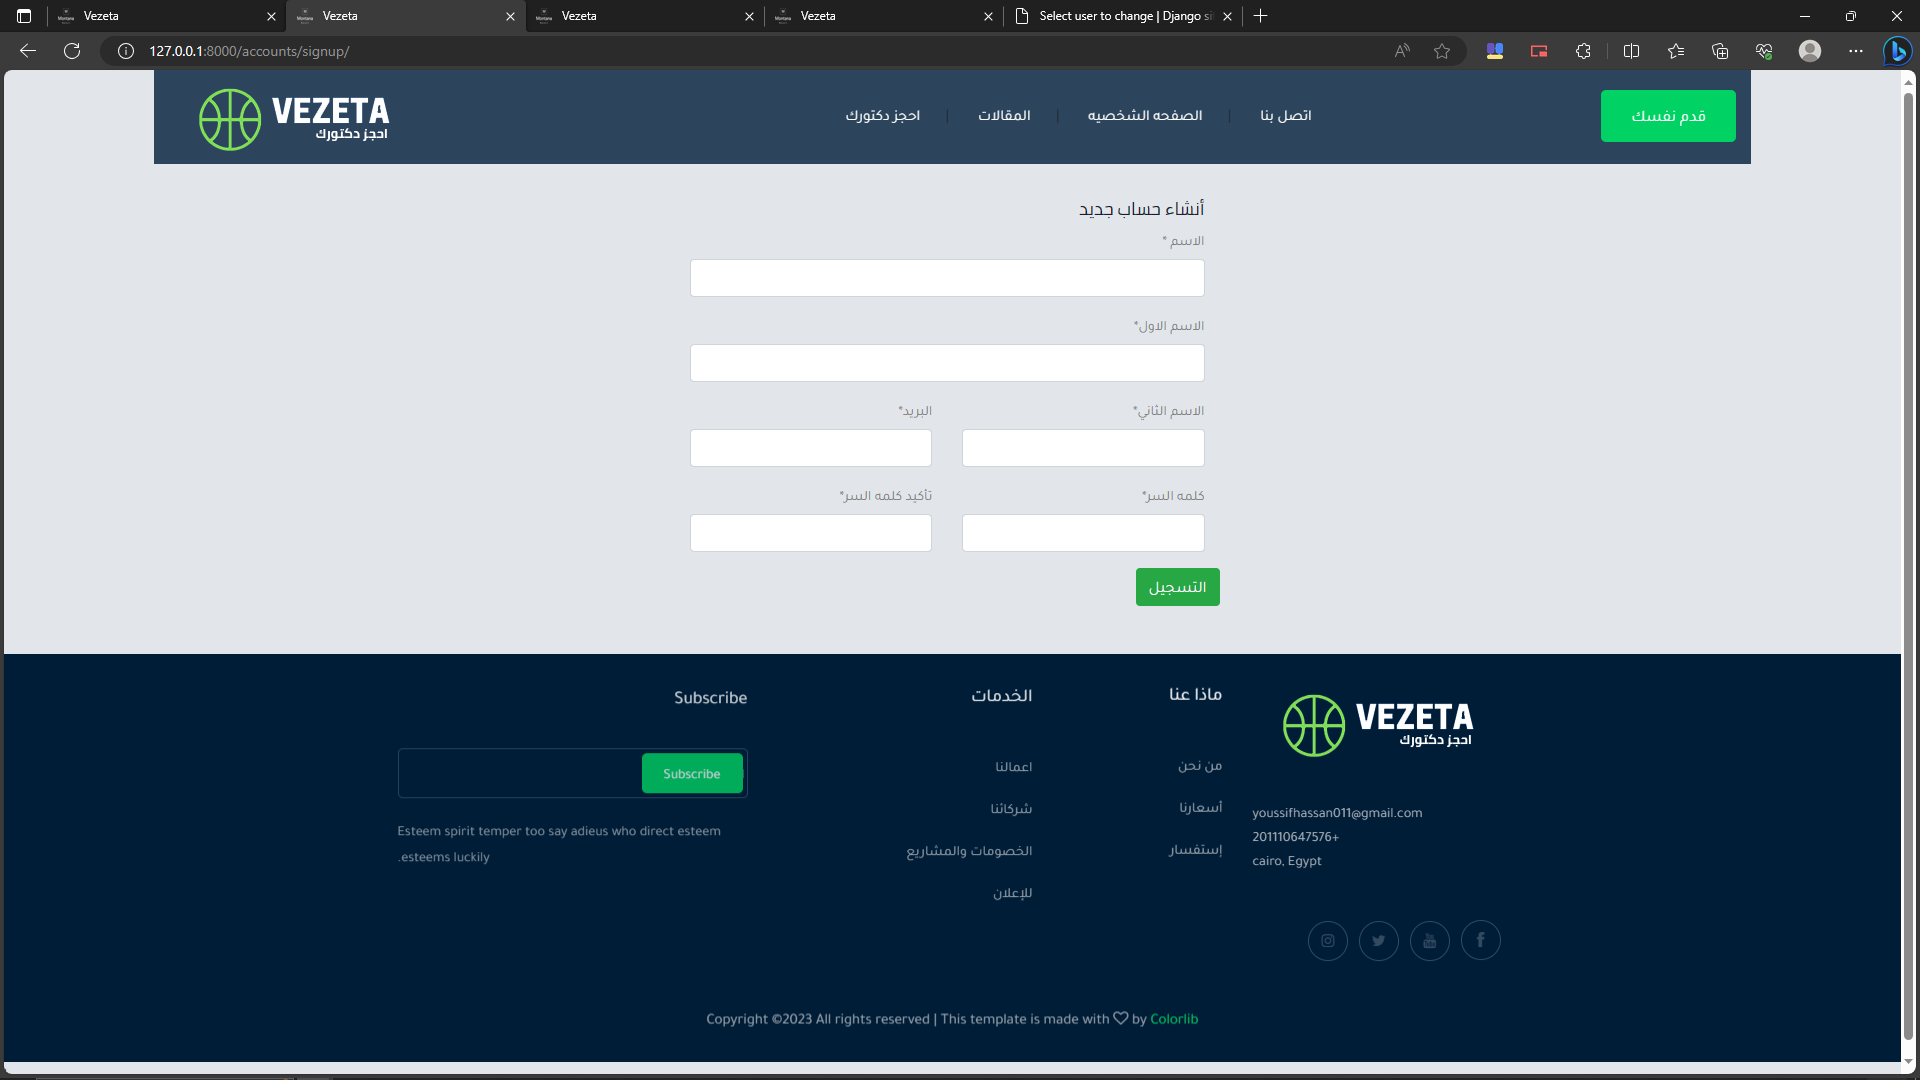 Vezeta
Vezeta
Vezeta
Vezeta
Select user to change | Django si
127.0.0.1:8000/accounts/signup/
VEZETA
احجز دكتورك
احجز دكتورك
المقالات
الصفحه الشخصيه
اتصل بنا
قدم نفسك
أنشاء حساب جديد
الاسم *
الاسم الاول*
الاسم الثاني*
البريد*
كلمه السر*
تأكيد كلمه السر*
التسجيل
VEZETA
احجز دكتورك
youssifhassan011@gmail.com
201110647576+
cairo, Egypt
ماذا عنا
من نحن
أسعارنا
إستفسار
الخدمات
اعمالنا
شركائنا
الخصومات والمشاريع
للإعلان
Subscribe
Subscribe
Esteem spirit temper too say adieus who direct esteem
.esteems luckily
Copyright ©2023 All rights reserved | This template is made with ♡ by Colorlib